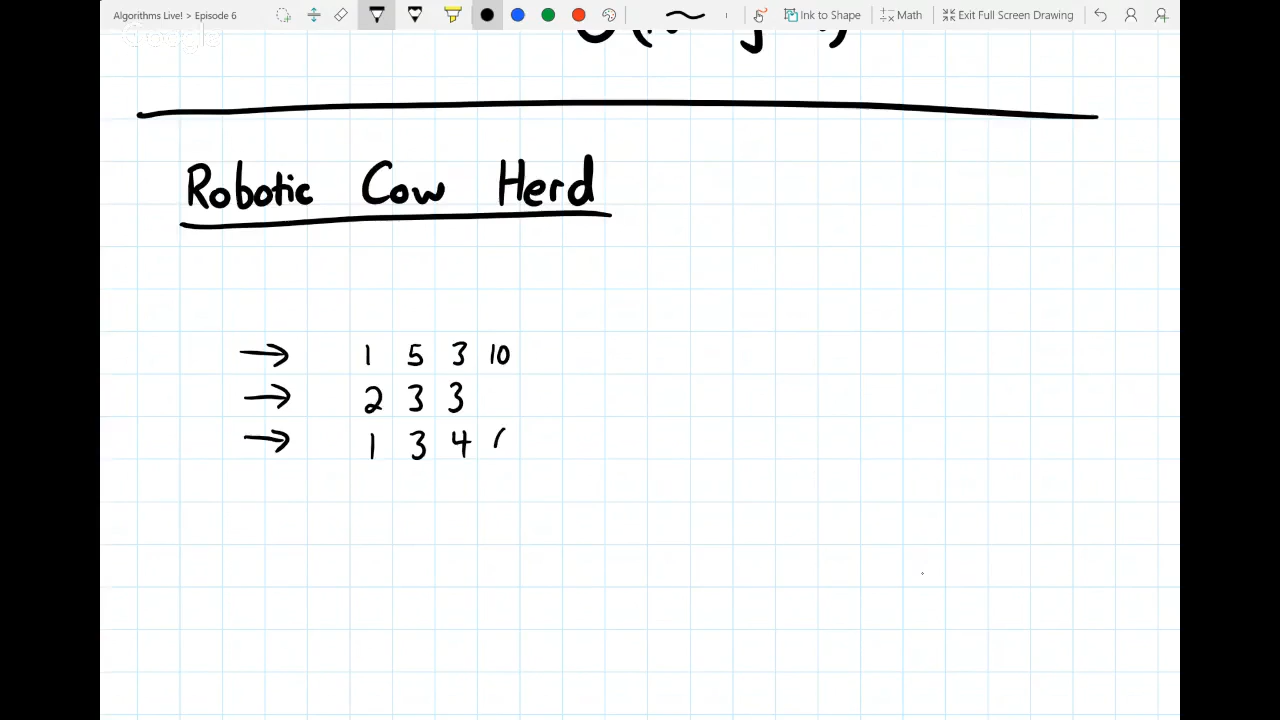 Algorithms Live! > Episode 6
Ink to Shape
Math
Exit Full Screen Drawing
Google
Robotic Cow Herd
→ 1 5 3 10
→ 2 3 3
→ 1 3 4